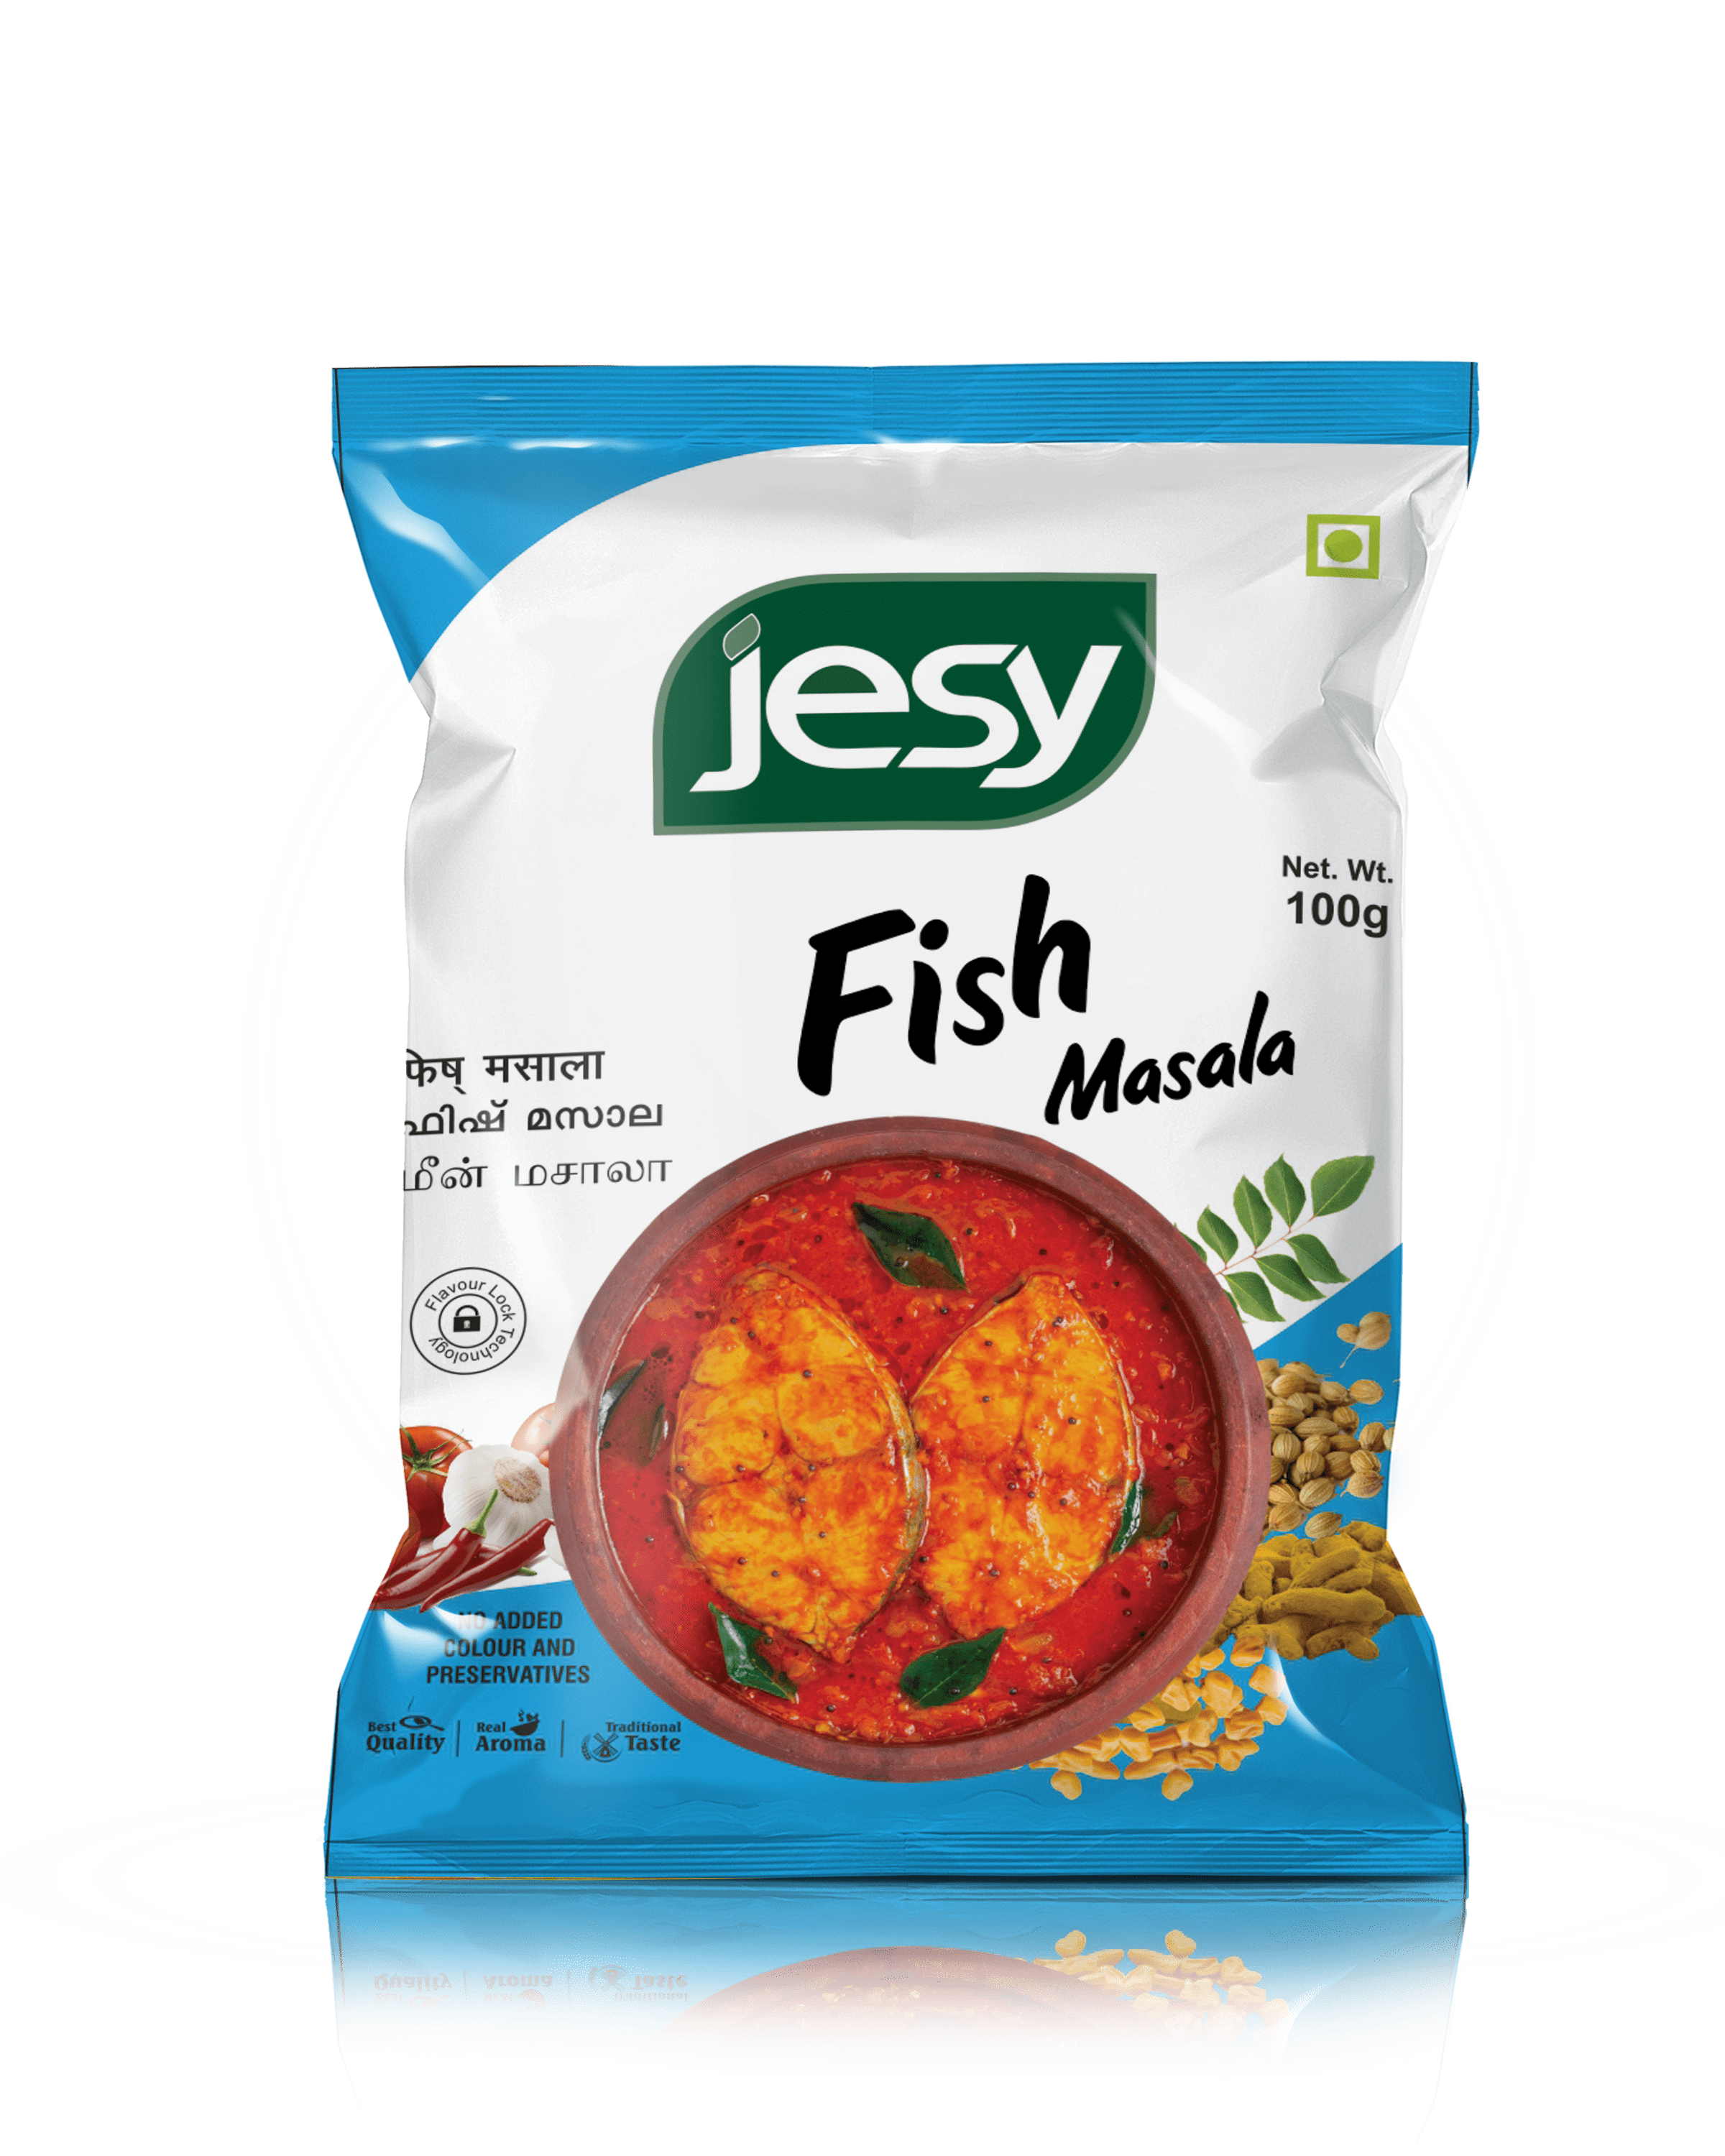 jesy
Net. Wt.
100g
Fish
Masala
फिष् मसाला
ഫിഷ് മസാല
மீன் மசாலா
Flavour Lock Technology
NO ADDED
COLOUR AND
PRESERVATIVES
Best Quality
Real Aroma
Traditional Taste